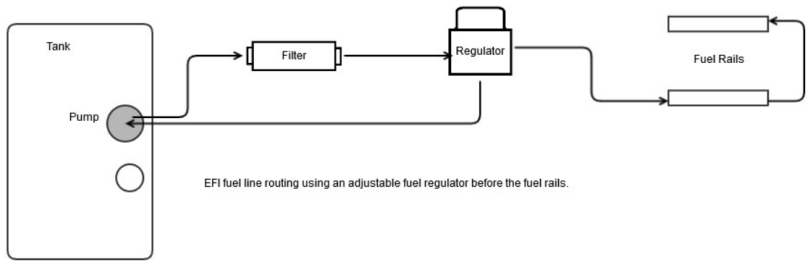 Tank
Filter
Regulator
Fuel Rails
Pump
EFI fuel line routing using an adjustable fuel regulator before the fuel rails.